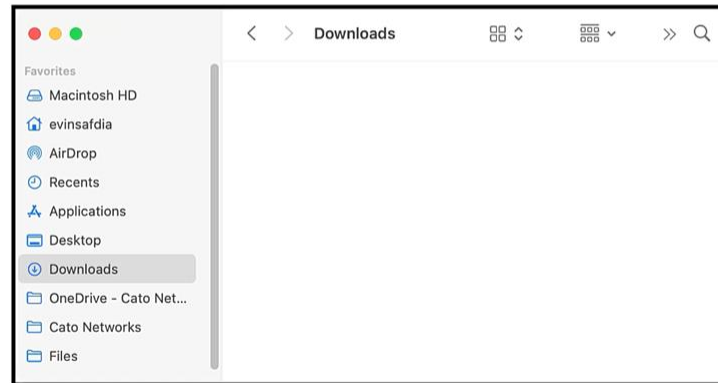 Downloads
Favorites
Macintosh HD
evinsafdia
AirDrop
Recents
Applications
Desktop
Downloads
OneDrive - Cato Net...
Cato Networks
Files